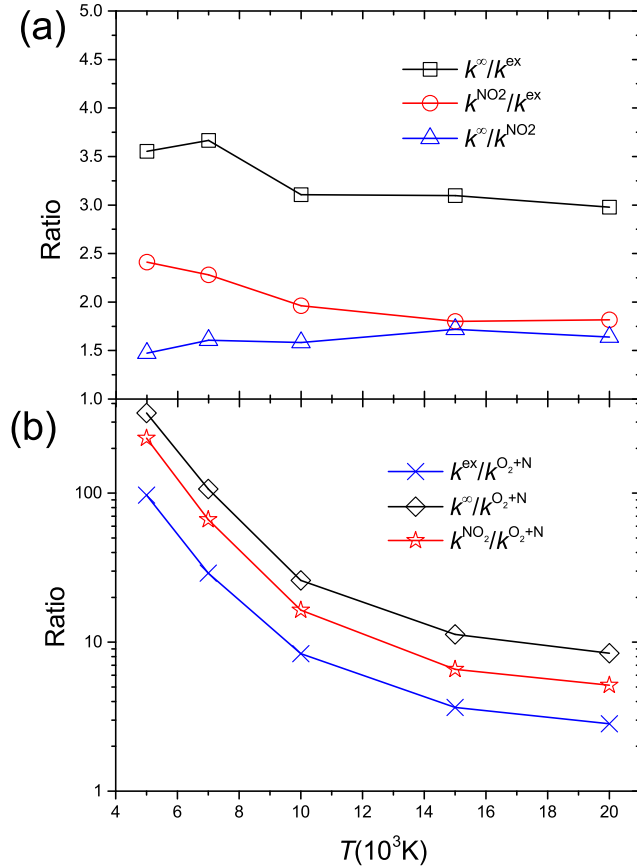 (a)
5.0
4.5
4.0
3.5
3.0
2.5
2.0
1.5
1.0
Ratio
k∞/kex
kNO2/kex
k∞/kNO2
(b)
100
10
1
Ratio
kex/kO2+N
k∞/kO2+N
kNO2/kO2+N
4 6 8 10 12 14 16 18 20
T(10³K)